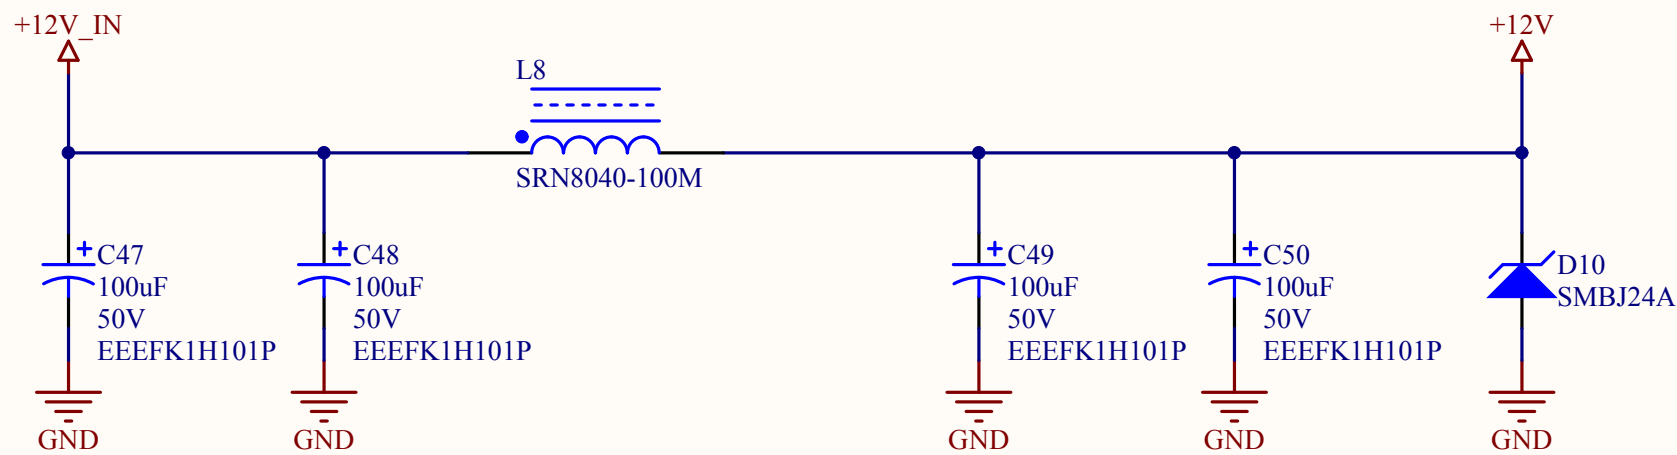 +12V_IN
+12V
L8
SRN8040-100M
+ C47
100uF
50V
EEEFK1H101P
+ C48
100uF
50V
EEEFK1H101P
+ C49
100uF
50V
EEEFK1H101P
+ C50
100uF
50V
EEEFK1H101P
D10
SMBJ24A
GND
GND
GND
GND
GND